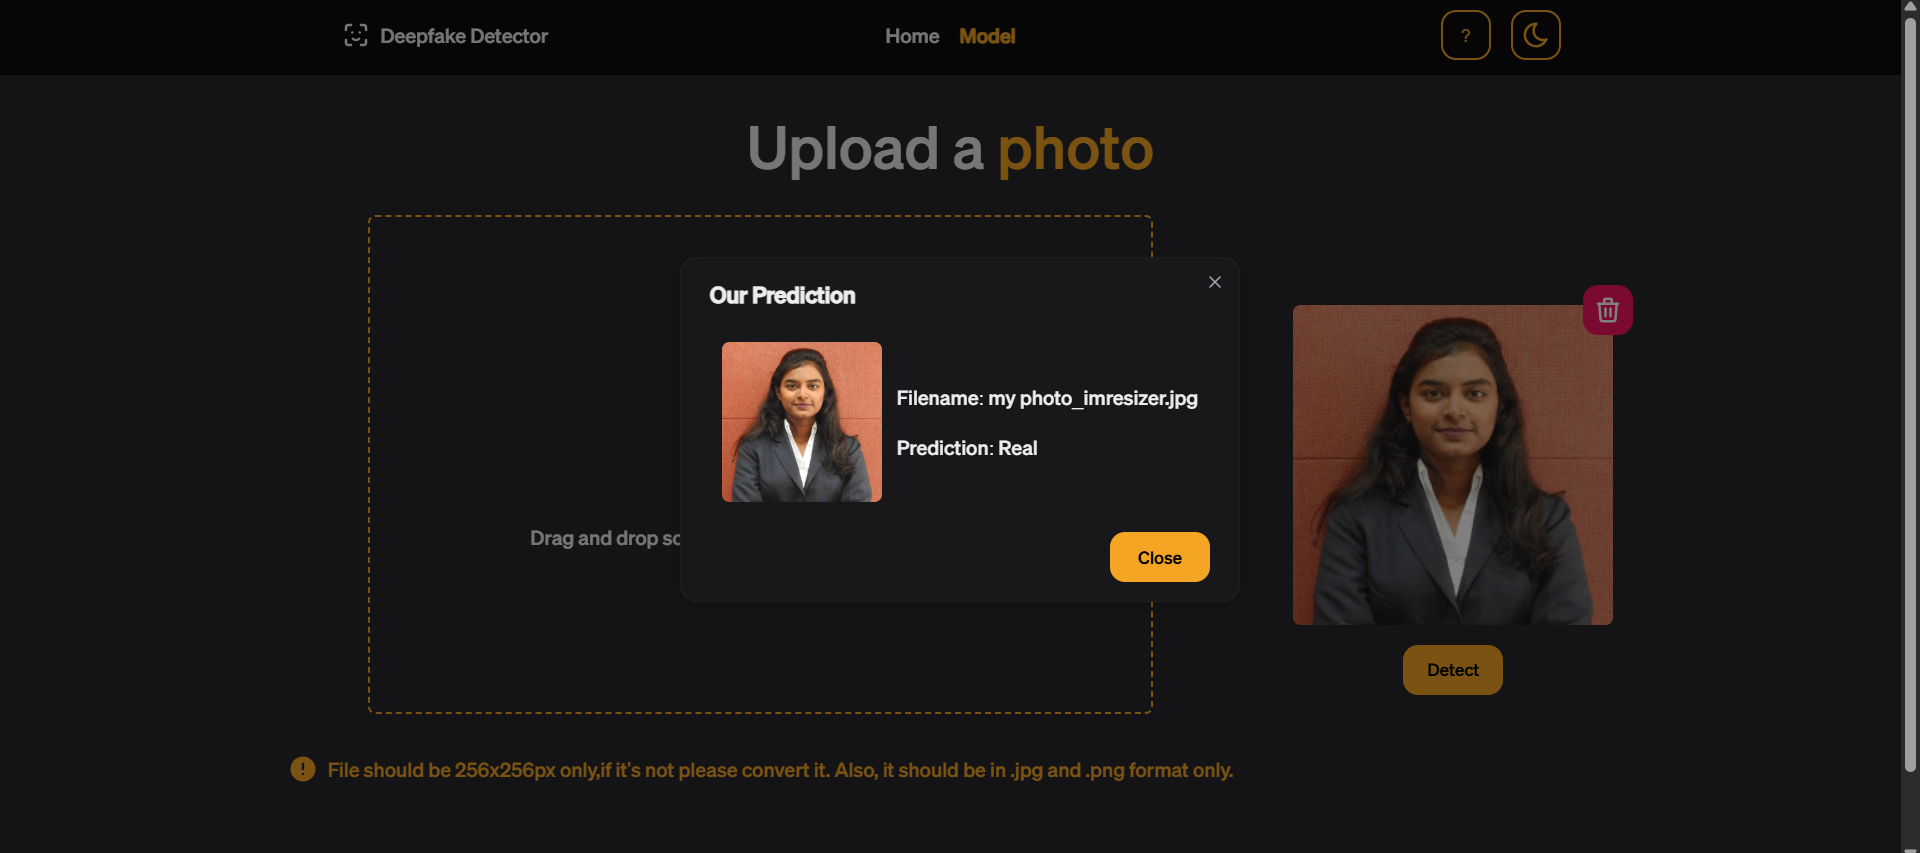 Deepfake Detector
Home Model
?
Upload a photo
Our Prediction
Filename: my photo_imresizer.jpg
Prediction: Real
Drag and drop
Close
Detect
File should be 256x256px only,if it's not please convert it. Also, it should be in .jpg and .png format only.